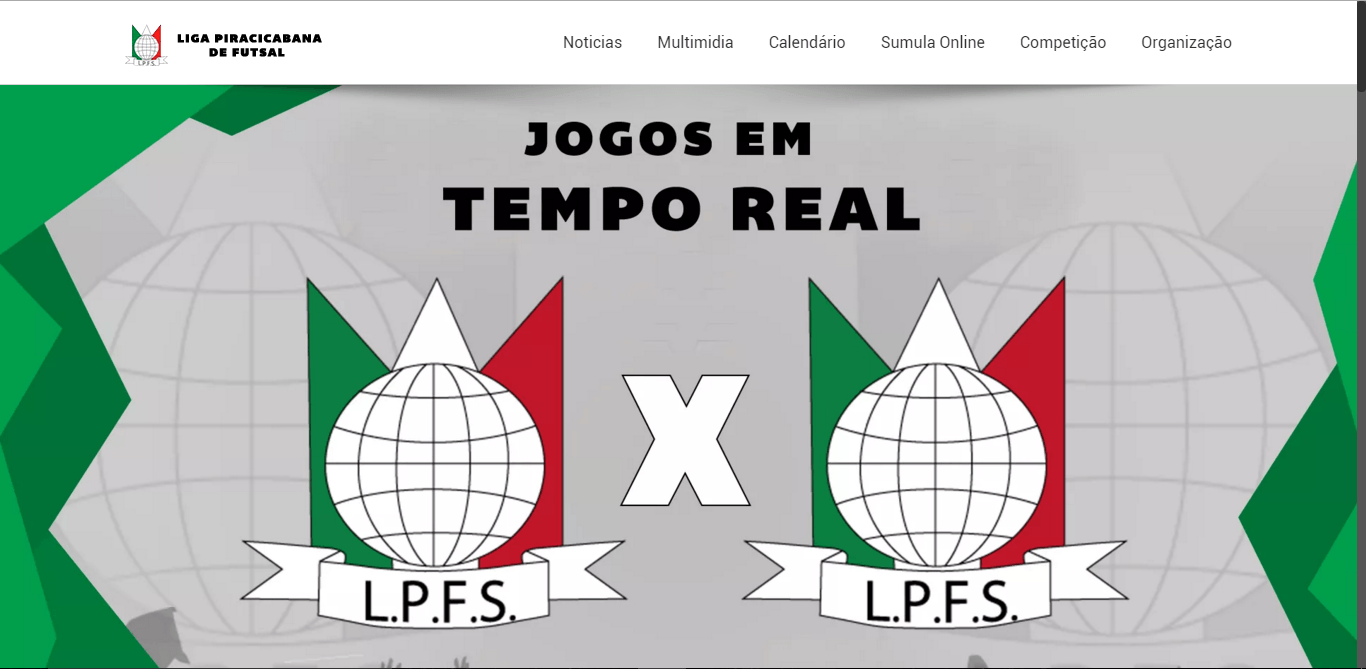 LIGA PIRACICABANA
DE FUTSAL
L.P.F.S.
Noticias Multimidia Calendário Sumula Online Competição Organização
JOGOS EM
TEMPO REAL
X
L.P.F.S. L.P.F.S.